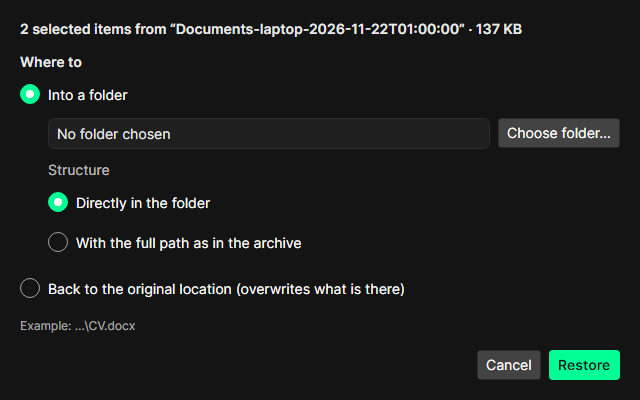 2 selected items from “Documents-laptop-2026-11-22T01:00:00” · 137 KB
Where to
Into a folder
No folder chosen
Choose folder...
Structure
Directly in the folder
With the full path as in the archive
Back to the original location (overwrites what is there)
Example: ...\CV.docx
Cancel
Restore